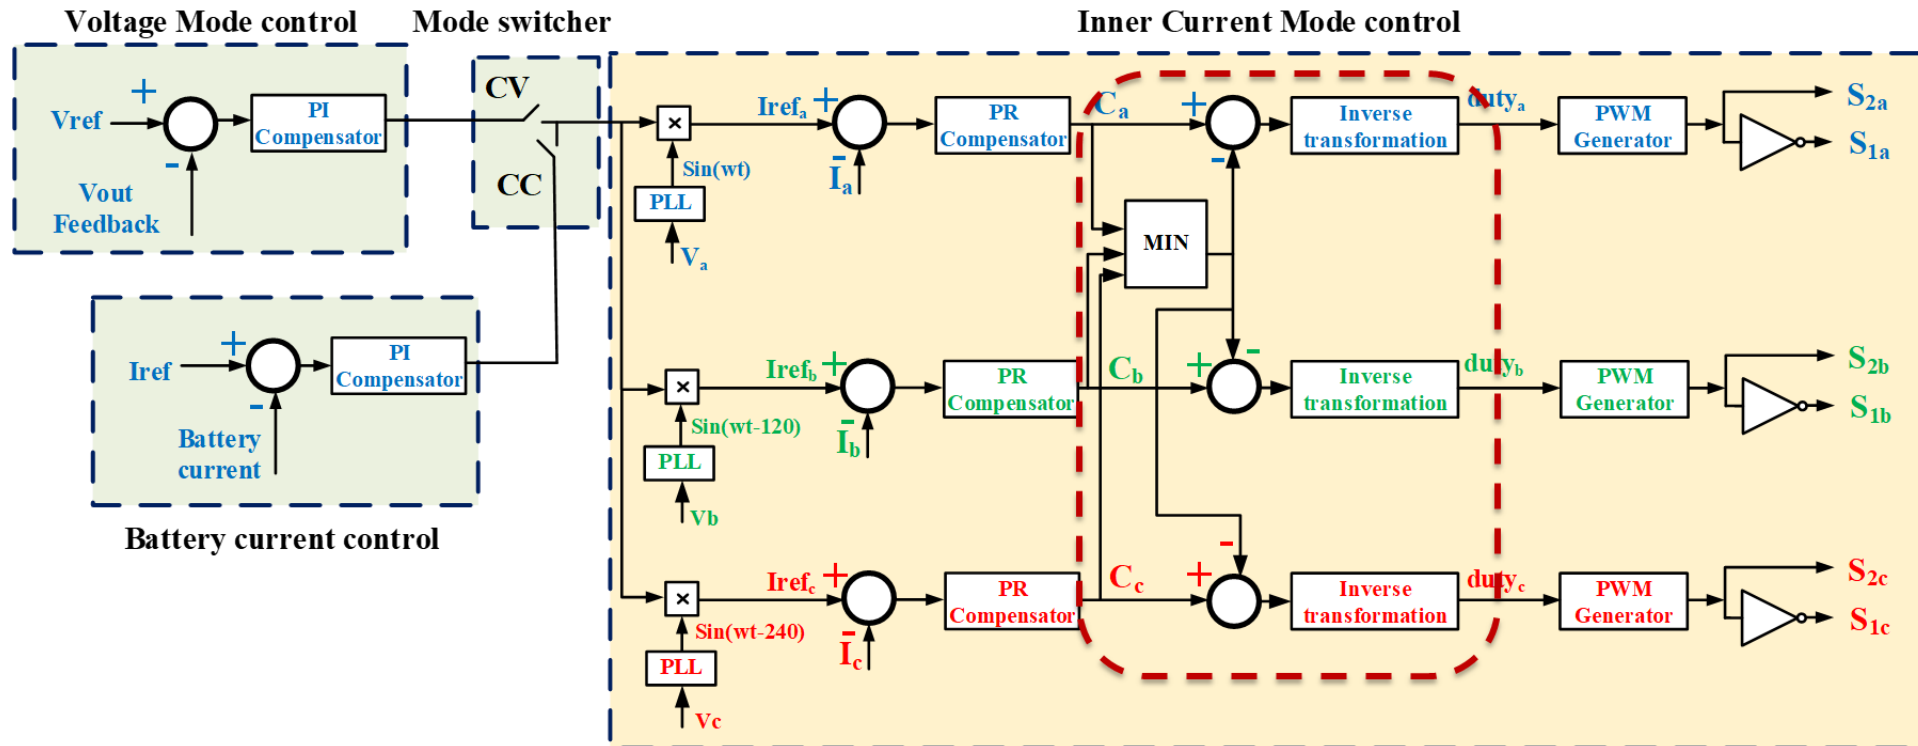 Voltage Mode control
Mode switcher
Inner Current Mode control
+
Vref
-
Vout
Feedback
PI
Compensator
CV
CC
+
Iref
-
Battery
current
PI
Compensator
Battery current control
×
Sin(wt)
PLL
Va
Irefa
+
-
Ia
PR
Compensator
Ca
+
-
Inverse
transformation
dutya
PWM
Generator
S2a
S1a
MIN
×
Sin(wt-120)
PLL
Vb
Irefb
+
-
Ib
PR
Compensator
Cb
+
-
Inverse
transformation
dutyb
PWM
Generator
S2b
S1b
×
Sin(wt-240)
PLL
Vc
Irefc
+
-
Ic
PR
Compensator
Cc
+
-
Inverse
transformation
dutyc
PWM
Generator
S2c
S1c